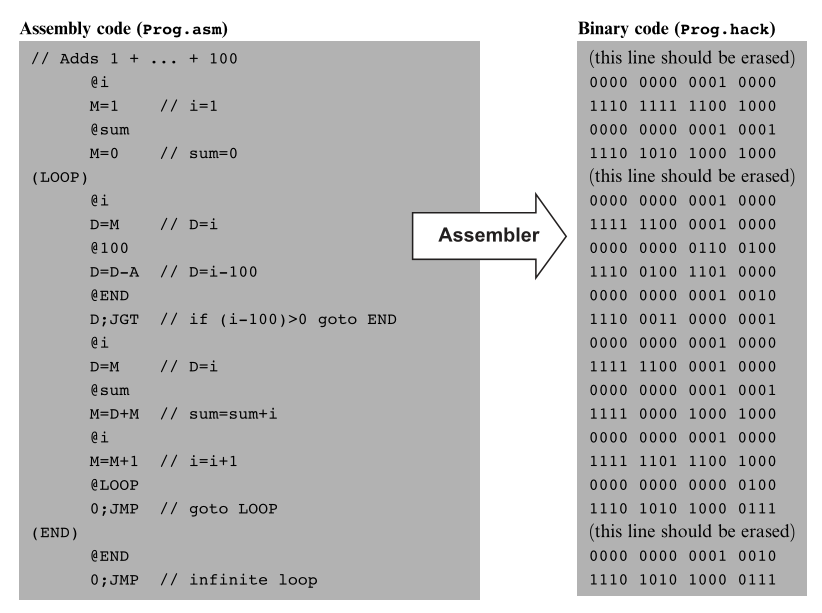 Assembly code (Prog.asm)
// Adds 1 + ... + 100
@i
M=1 // i=1
@sum
M=0 // sum=0
(LOOP)
@i
D=M // D=i
@100
D=D-A // D=i-100
@END
D;JGT // if (i-100)>0 goto END
@i
D=M // D=i
@sum
M=D+M // sum=sum+i
@i
M=M+1 // i=i+1
@LOOP
0;JMP // goto LOOP
(END)
@END
0;JMP // infinite loop
Assembler
Binary code (Prog.hack)
(this line should be erased)
0000 0000 0001 0000
1110 1111 1100 1000
0000 0000 0001 0001
1110 1010 1000 1000
(this line should be erased)
0000 0000 0001 0000
1111 1100 0001 0000
0000 0000 0110 0100
1110 0100 1101 0000
0000 0000 0001 0010
1110 0011 0000 0001
0000 0000 0001 0000
1111 1100 0001 0000
0000 0000 0001 0001
1111 0000 1000 1000
0000 0000 0001 0000
1111 1101 1100 1000
0000 0000 0000 0100
1110 1010 1000 0111
(this line should be erased)
0000 0000 0001 0010
1110 1010 1000 0111